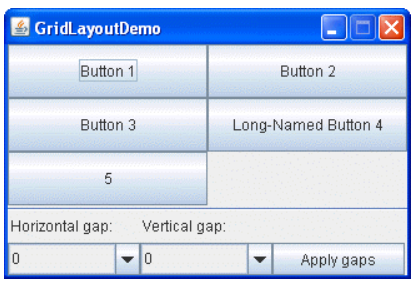 GridLayoutDemo
Button 1 Button 2
Button 3 Long-Named Button 4
5
Horizontal gap: Vertical gap:
0 0 Apply gaps